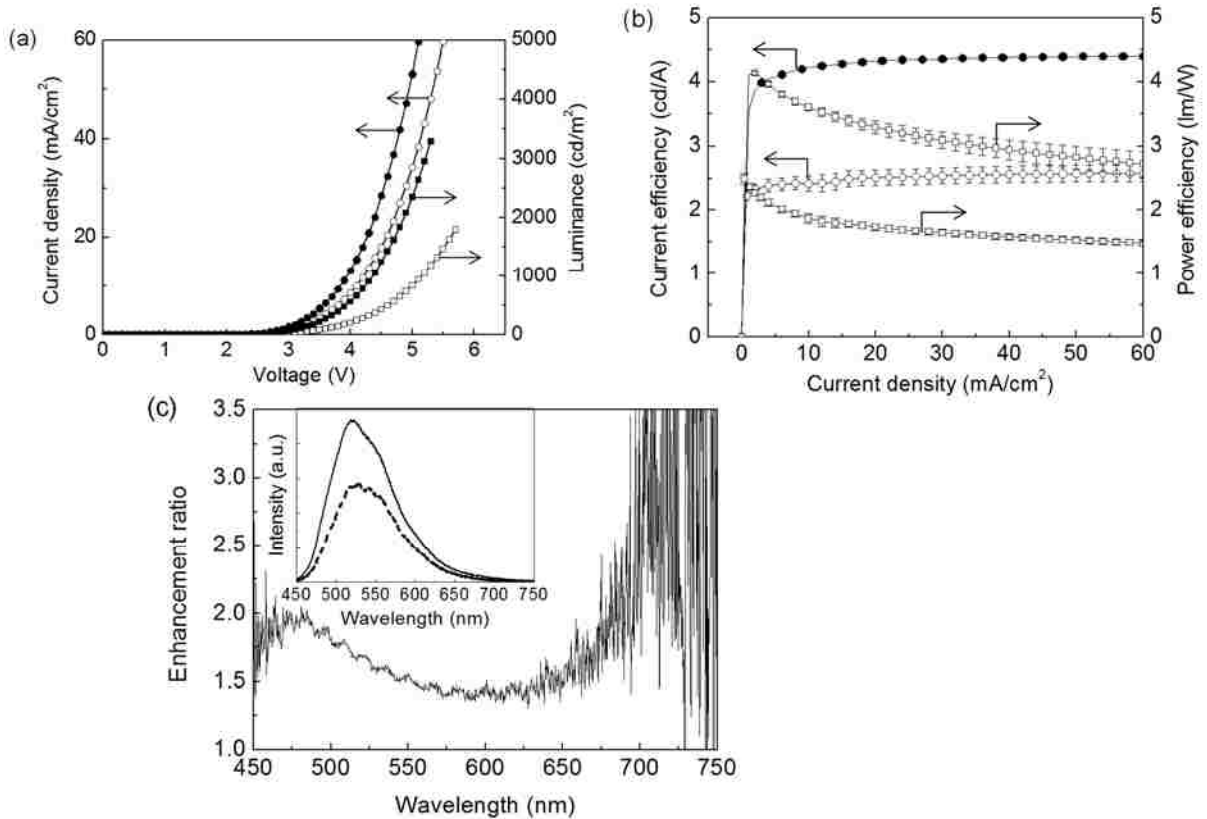 (a)
60
40
20
0
Current density (mA/cm²)
5000
4000
3000
2000
1000
0
Luminance (cd/m²)
0 1 2 3 4 5 6
Voltage (V)
(b)
5
4
3
2
1
0
Current efficiency (cd/A)
5
4
3
2
1
0
Power efficiency (lm/W)
0 10 20 30 40 50 60
Current density (mA/cm²)
(c)
3.5
3.0
2.5
2.0
1.5
1.0
Enhancement ratio
Intensity (a.u.)
450 500 550 600 650 700 750
Wavelength (nm)
450 500 550 600 650 700 750
Wavelength (nm)